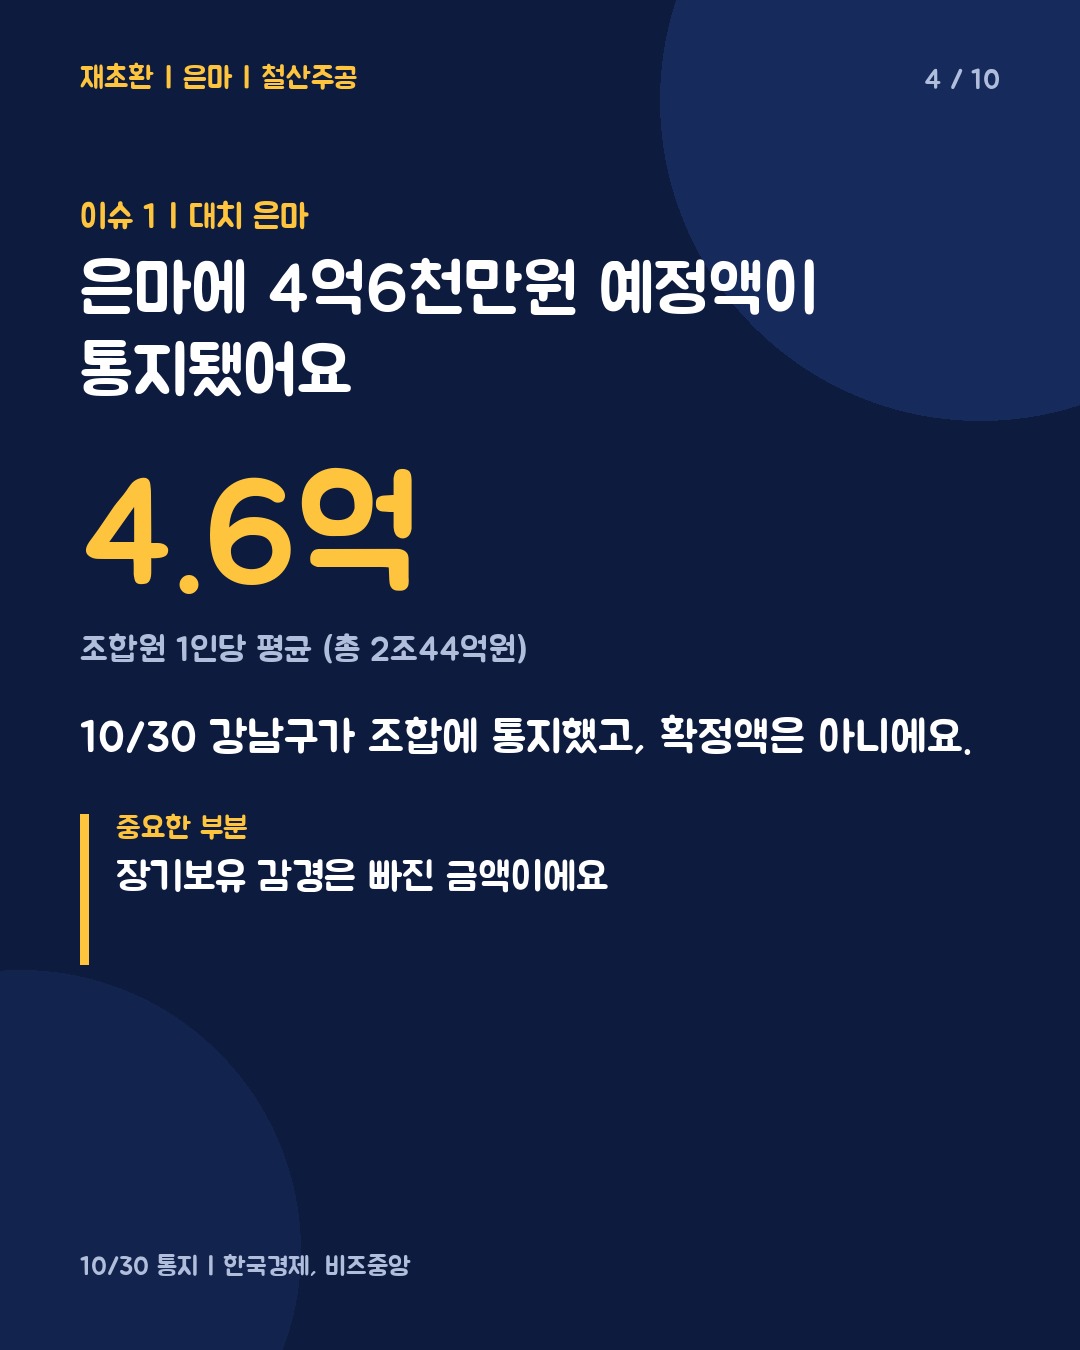 재초환 | 은마 | 철산주공
4 / 10
이슈 1 | 대치 은마
은마에 4억6천만원 예정액이
통지됐어요
4.6억
조합원 1인당 평균 (총 2조44억원)
10/30 강남구가 조합에 통지했고, 확정액은 아니에요.
중요한 부분
장기보유 감경은 빠진 금액이에요
10/30 통지 | 한국경제, 비즈중앙